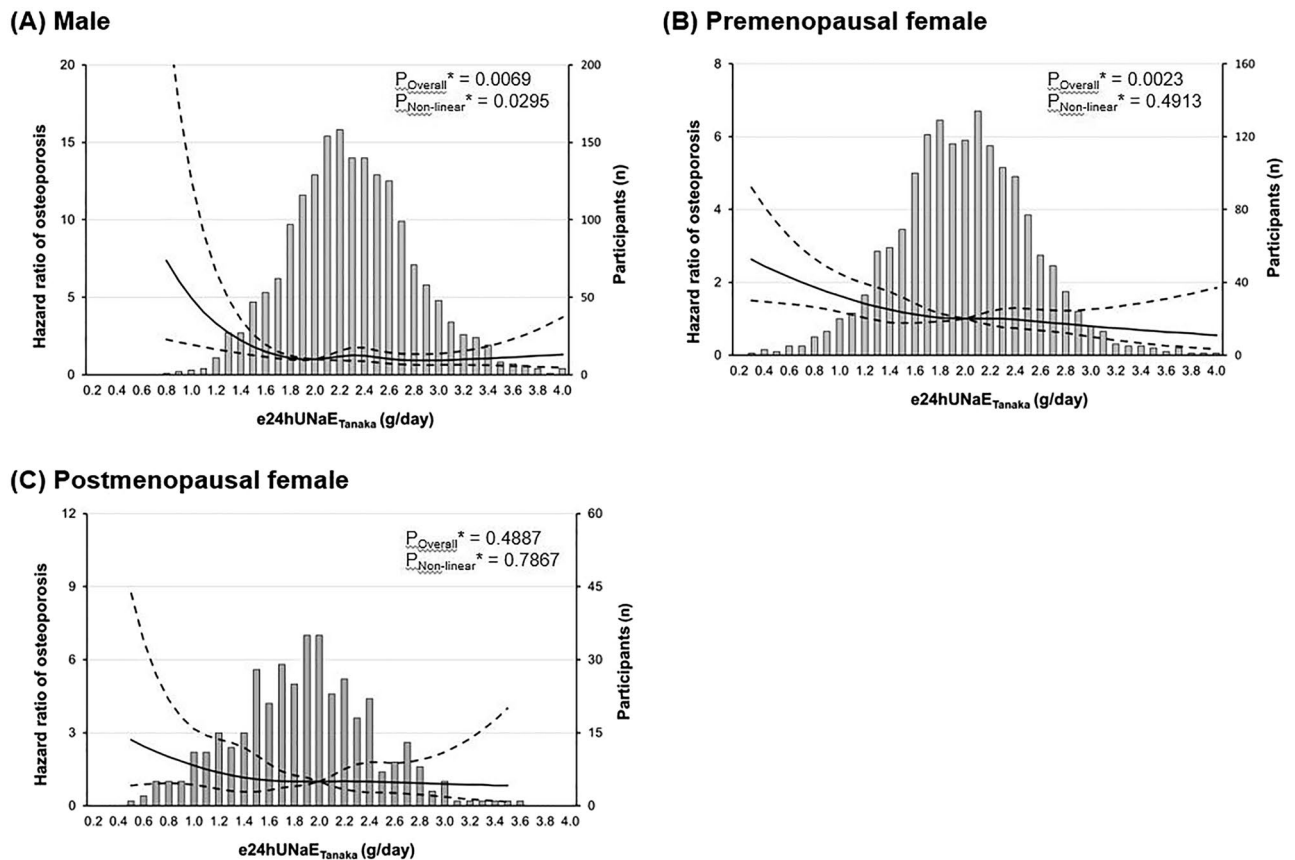 (A) Male
P_Overall* = 0.0069
P_Non-linear* = 0.0295
Hazard ratio of osteoporosis
20
15
10
5
0
200
150
100
50
0
Participants (n)
0.2 0.4 0.6 0.8 1.0 1.2 1.4 1.6 1.8 2.0 2.2 2.4 2.6 2.8 3.0 3.2 3.4 3.6 3.8 4.0
e24hUNaE_Tanaka (g/day)
(B) Premenopausal female
P_Overall* = 0.0023
P_Non-linear* = 0.4913
Hazard ratio of osteoporosis
8
6
4
2
0
160
120
80
40
0
Participants (n)
0.2 0.4 0.6 0.8 1.0 1.2 1.4 1.6 1.8 2.0 2.2 2.4 2.6 2.8 3.0 3.2 3.4 3.6 3.8 4.0
e24hUNaE_Tanaka (g/day)
(C) Postmenopausal female
P_Overall* = 0.4887
P_Non-linear* = 0.7867
Hazard ratio of osteoporosis
12
9
6
3
0
60
45
30
15
0
Participants (n)
0.2 0.4 0.6 0.8 1.0 1.2 1.4 1.6 1.8 2.0 2.2 2.4 2.6 2.8 3.0 3.2 3.4 3.6 3.8 4.0
e24hUNaE_Tanaka (g/day)